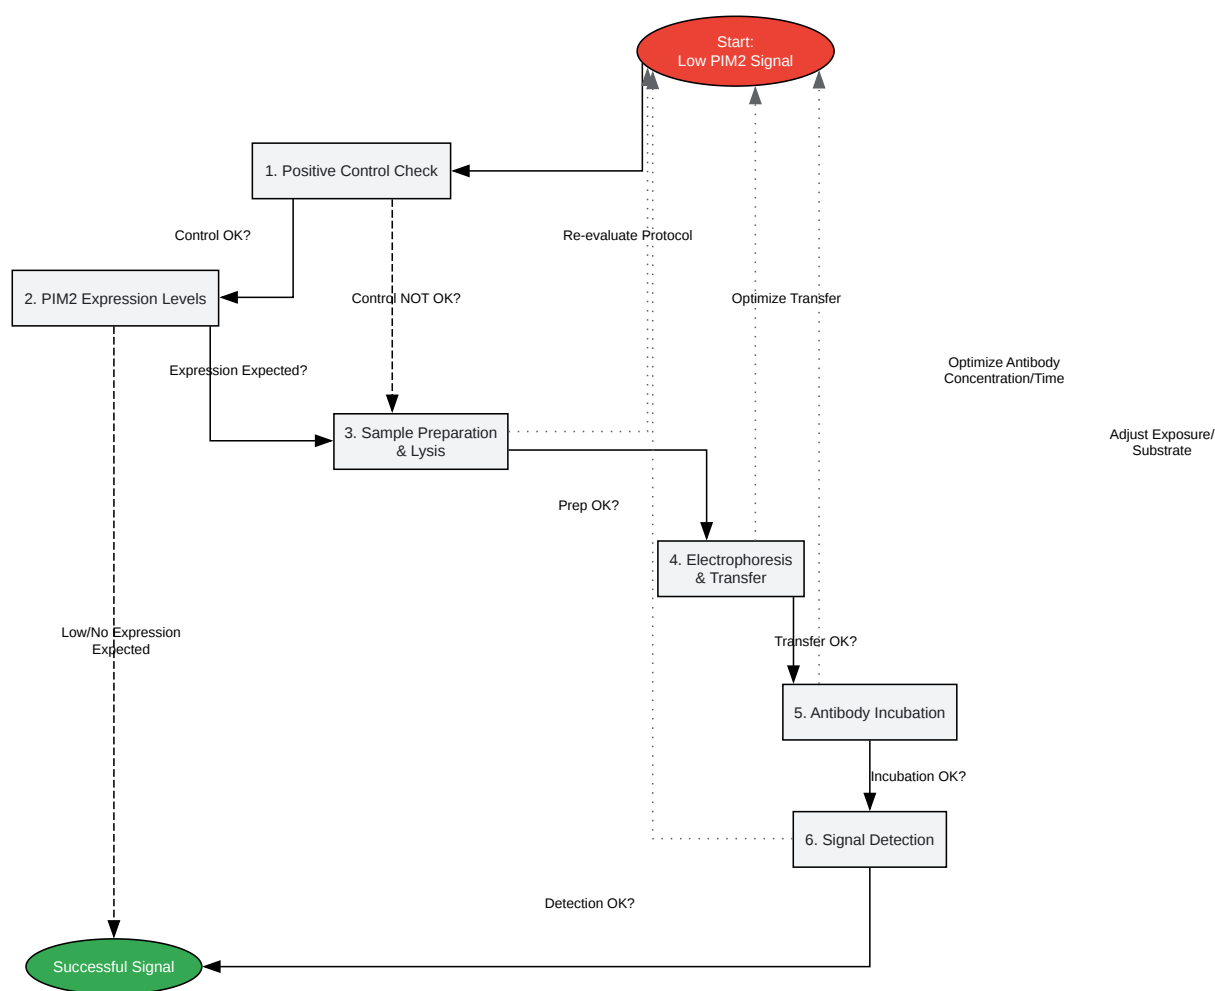 Start:
Low PIM2 Signal
1. Positive Control Check
Control OK?
Re-evaluate Protocol
2. PIM2 Expression Levels
Control NOT OK?
Optimize Transfer
Expression Expected?
Optimize Antibody
Concentration/Time
3. Sample Preparation
& Lysis
Adjust Exposure/
Substrate
Prep OK?
4. Electrophoresis
& Transfer
Low/No Expression
Expected
Transfer OK?
5. Antibody Incubation
Incubation OK?
6. Signal Detection
Detection OK?
Successful Signal